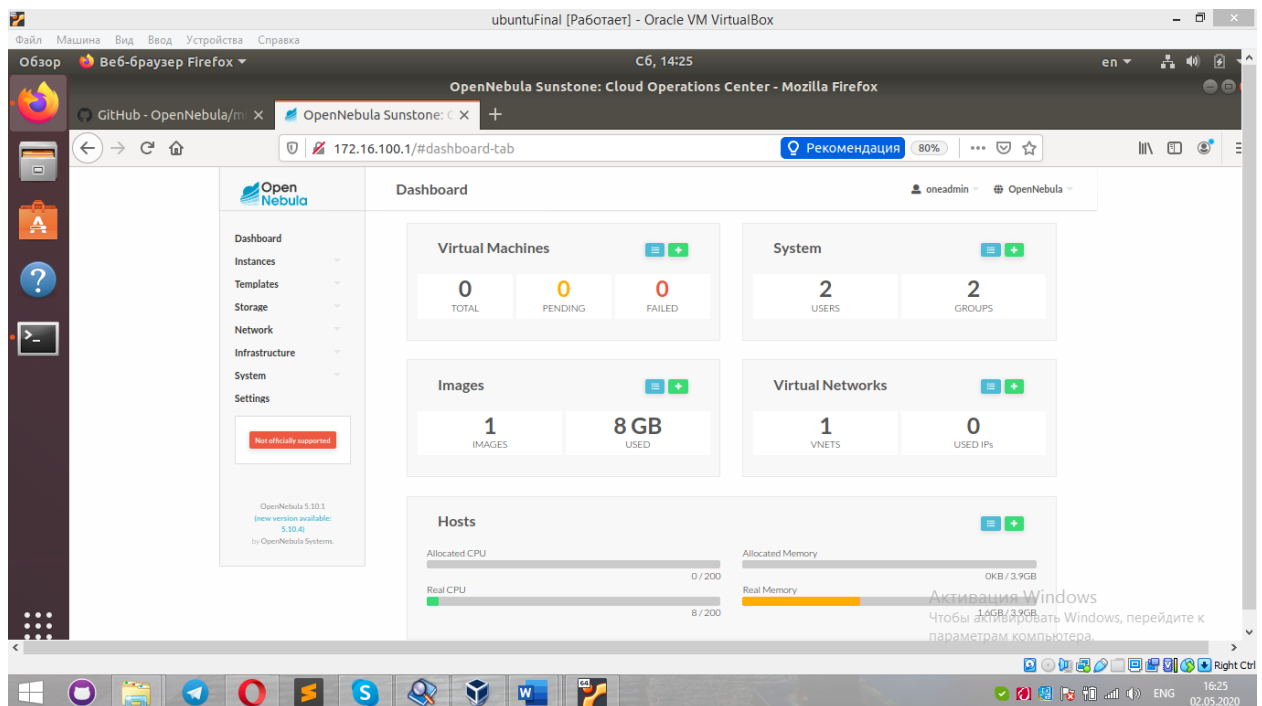 ubuntuFinal [Работает] - Oracle VM VirtualBox
Файл Машина Вид Ввод Устройства Справка
Обзор Веб-браузер Firefox Сб, 14:25 en
OpenNebula Sunstone: Cloud Operations Center - Mozilla Firefox
GitHub - OpenNebula/m OpenNebula Sunstone: C
172.16.100.1/#dashboard-tab Рекомендация 80%
Open Nebula
Dashboard
oneadmin OpenNebula
Dashboard
Instances
Templates
Storage
Network
Infrastructure
System
Settings
Not officially supported
OpenNebula 5.10.1
(new version available:
5.10.4)
by OpenNebula Systems.
Virtual Machines
0 0 0
TOTAL PENDING FAILED
System
2 2
USERS GROUPS
Images
1 8 GB
IMAGES USED
Virtual Networks
1 0
VNETS USED IPs
Hosts
Allocated CPU
0 / 200
Real CPU
8 / 200
Allocated Memory
0KB / 3.9GB
Real Memory
1.6GB / 3.9GB
Активация Windows
Чтобы активировать Windows, перейдите к
параметрам компьютера.
Right Ctrl
64
ENG 16:25
02.05.2020